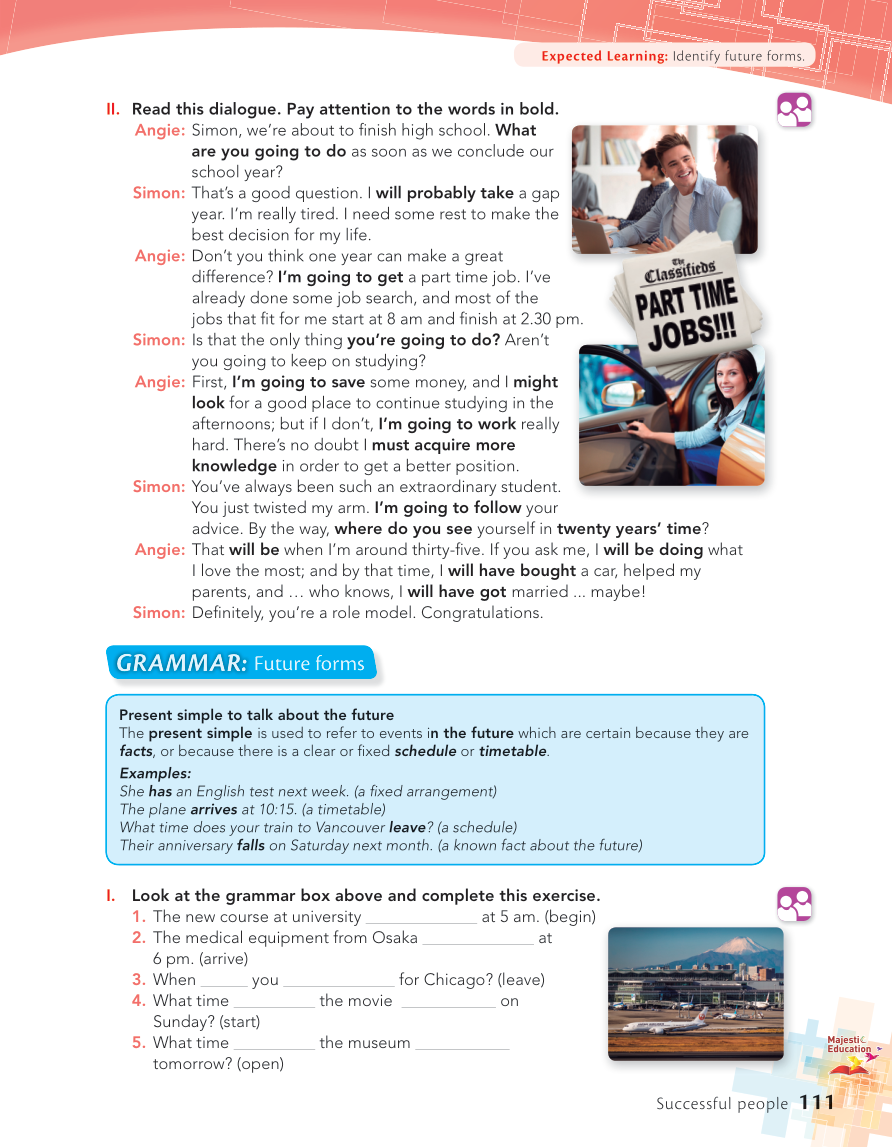 Expected Learning: Identify future forms.
II. Read this dialogue. Pay attention to the words in bold.
Angie: Simon, we're about to finish high school. What
are you going to do as soon as we conclude our
school year?
Simon: That's a good question. I will probably take a gap
year. I'm really tired. I need some rest to make the
best decision for my life.
Angie: Don't you think one year can make a great
difference? I'm going to get a part time job. I've
already done some job search, and most of the
jobs that fit for me start at 8 am and finish at 2.30 pm.
Simon: Is that the only thing you're going to do? Aren't
you going to keep on studying?
Angie: First, I'm going to save some money, and I might
look for a good place to continue studying in the
afternoons; but if I don't, I'm going to work really
hard. There's no doubt I must acquire more
knowledge in order to get a better position.
Simon: You've always been such an extraordinary student.
You just twisted my arm. I'm going to follow your
advice. By the way, where do you see yourself in twenty years' time?
Angie: That will be when I'm around thirty-five. If you ask me, I will be doing what
I love the most; and by that time, I will have bought a car, helped my
parents, and … who knows, I will have got married ... maybe!
Simon: Definitely, you're a role model. Congratulations.
The
Classifieds
PART TIME
JOBS!!!
GRAMMAR: Future forms
Present simple to talk about the future
The present simple is used to refer to events in the future which are certain because they are
facts, or because there is a clear or fixed schedule or timetable.
Examples:
She has an English test next week. (a fixed arrangement)
The plane arrives at 10:15. (a timetable)
What time does your train to Vancouver leave? (a schedule)
Their anniversary falls on Saturday next month. (a known fact about the future)
I. Look at the grammar box above and complete this exercise.
1. The new course at university ____________ at 5 am. (begin)
2. The medical equipment from Osaka ____________ at
6 pm. (arrive)
3. When _____ you ____________ for Chicago? (leave)
4. What time _________ the movie __________ on
Sunday? (start)
5. What time _________ the museum __________
tomorrow? (open)
Majestic
Education
Successful people 111